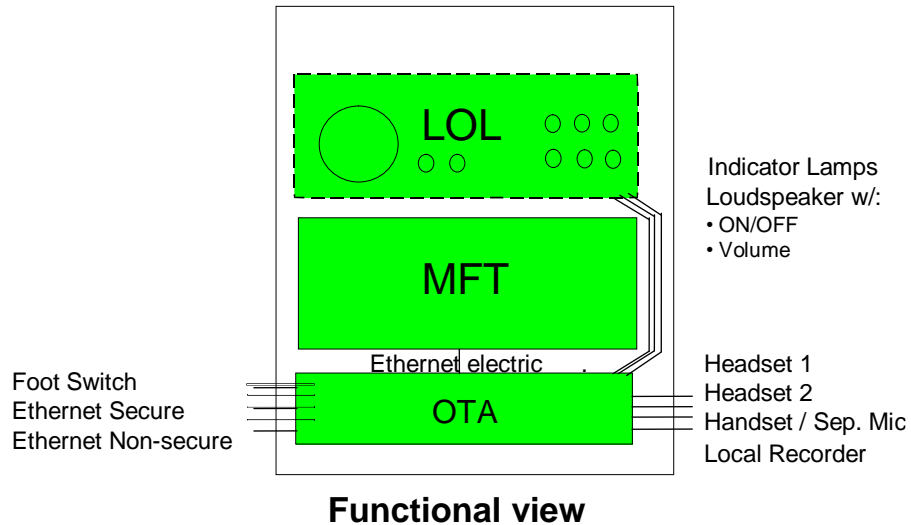 LOL
Indicator Lamps
Loudspeaker w/:
• ON/OFF
• Volume
MFT
Ethernet electric .
Foot Switch
Ethernet Secure
Ethernet Non-secure
OTA
Headset 1
Headset 2
Handset / Sep. Mic
Local Recorder
Functional view